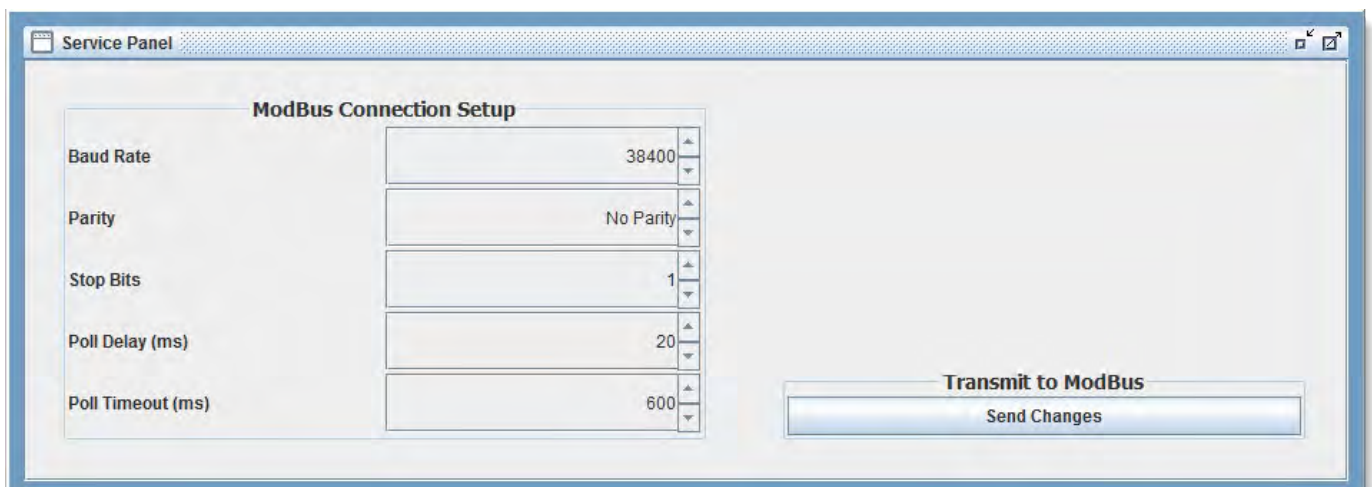 Service Panel
ModBus Connection Setup
Baud Rate 38400
Parity No Parity
Stop Bits 1
Poll Delay (ms) 20
Poll Timeout (ms) 600
Transmit to ModBus
Send Changes